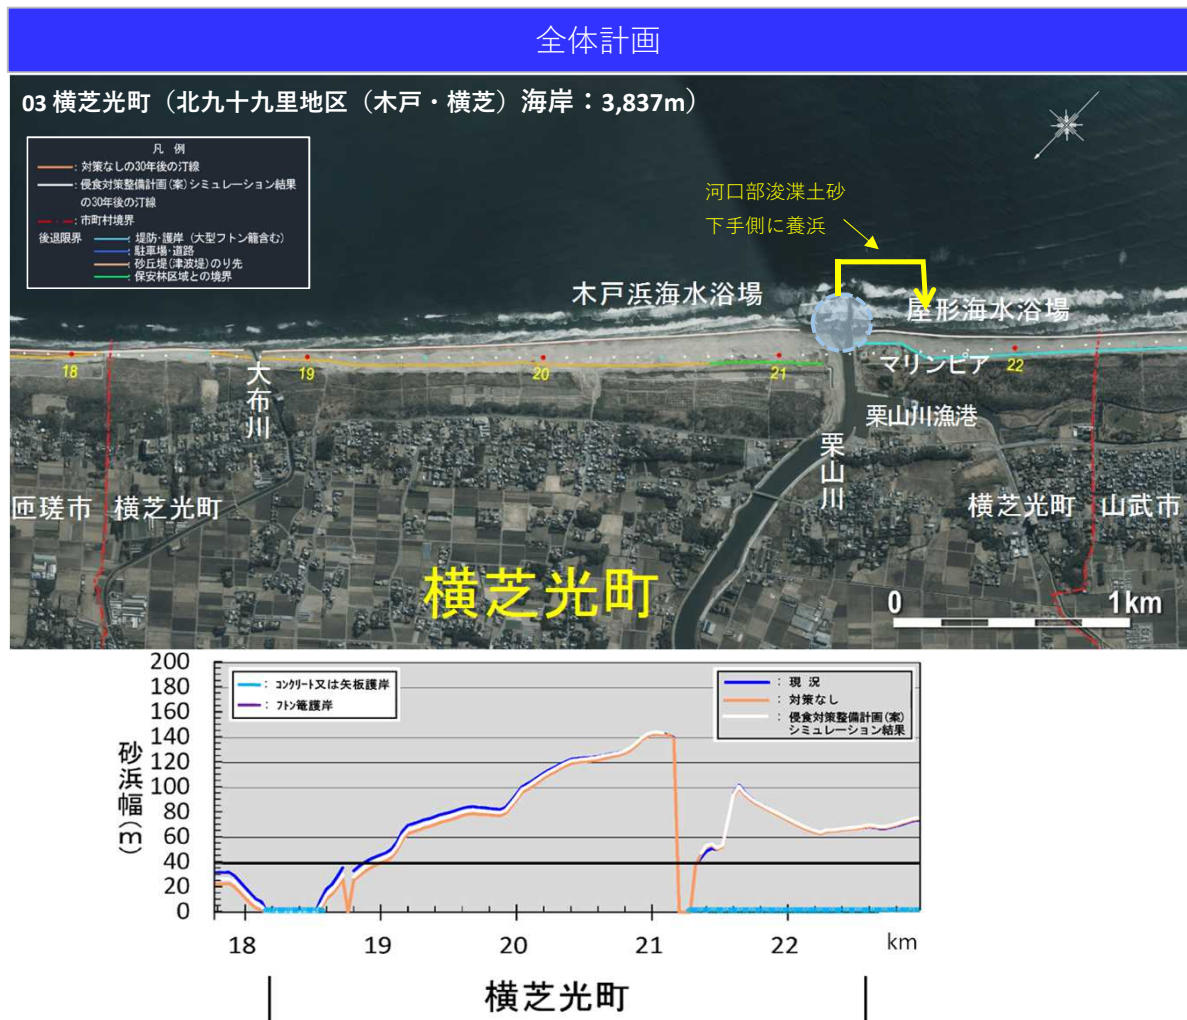 全体計画
03 横芝光町（北九十九里地区（木戸・横芝）海岸：3,837m）
凡 例
：対策なしの30年後の汀線
：侵食対策整備計画(案)シミュレーション結果
の30年後の汀線
：市町村境界
後退限界
：堤防・護岸（大型フトン籠含む）
：駐車場・道路
：砂丘堤(津波堤)のり先
：保安林区域との境界
河口部浚渫土砂
下手側に養浜
木戸浜海水浴場
屋形海水浴場
マリンピア
18
19
20
21
22
大布川
栗山川漁港
栗山川
匝瑳市
横芝光町
横芝光町
山武市
横芝光町
0
1km
200
180
160
140
120
100
80
60
40
20
0
砂浜幅(m)
：コンクリート又は矢板護岸
：フトン篭護岸
：現 況
：対策なし
：侵食対策整備計画(案)
シミュレーション結果
18
19
20
21
22
km
横芝光町